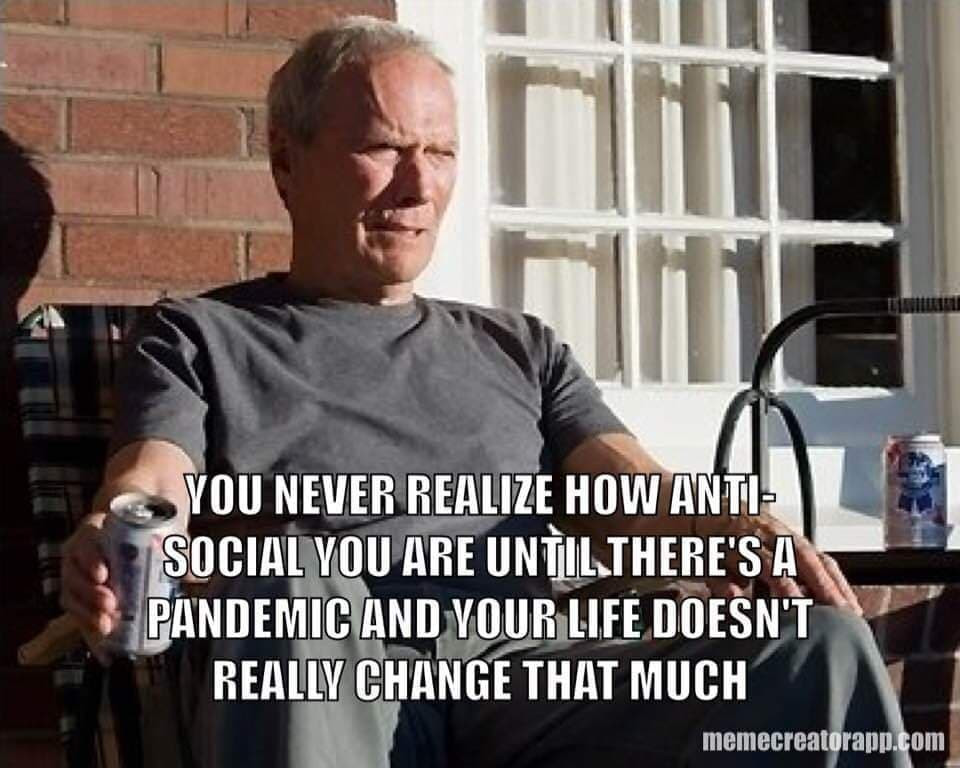 YOU NEVER REALIZE HOW ANTI-
SOCIAL YOU ARE UNTIL THERE'S A
PANDEMIC AND YOUR LIFE DOESN'T
REALLY CHANGE THAT MUCH
memecreatorapp.com